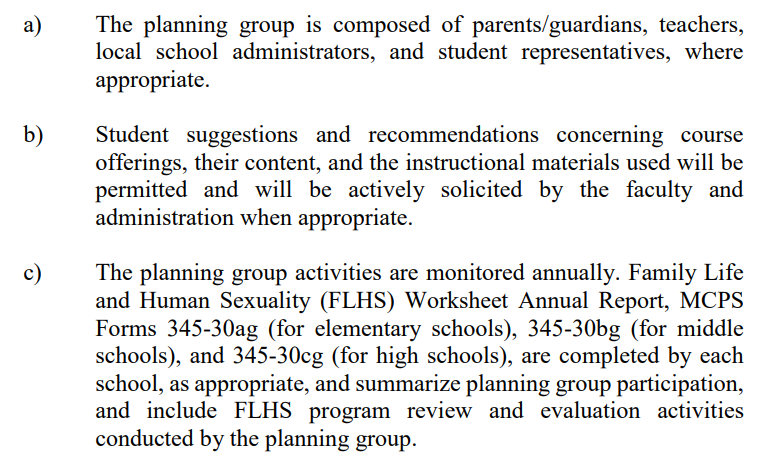 a) The planning group is composed of parents/guardians, teachers,
local school administrators, and student representatives, where
appropriate.
b) Student suggestions and recommendations concerning course
offerings, their content, and the instructional materials used will be
permitted and will be actively solicited by the faculty and
administration when appropriate.
c) The planning group activities are monitored annually. Family Life
and Human Sexuality (FLHS) Worksheet Annual Report, MCPS
Forms 345-30ag (for elementary schools), 345-30bg (for middle
schools), and 345-30cg (for high schools), are completed by each
school, as appropriate, and summarize planning group participation,
and include FLHS program review and evaluation activities
conducted by the planning group.